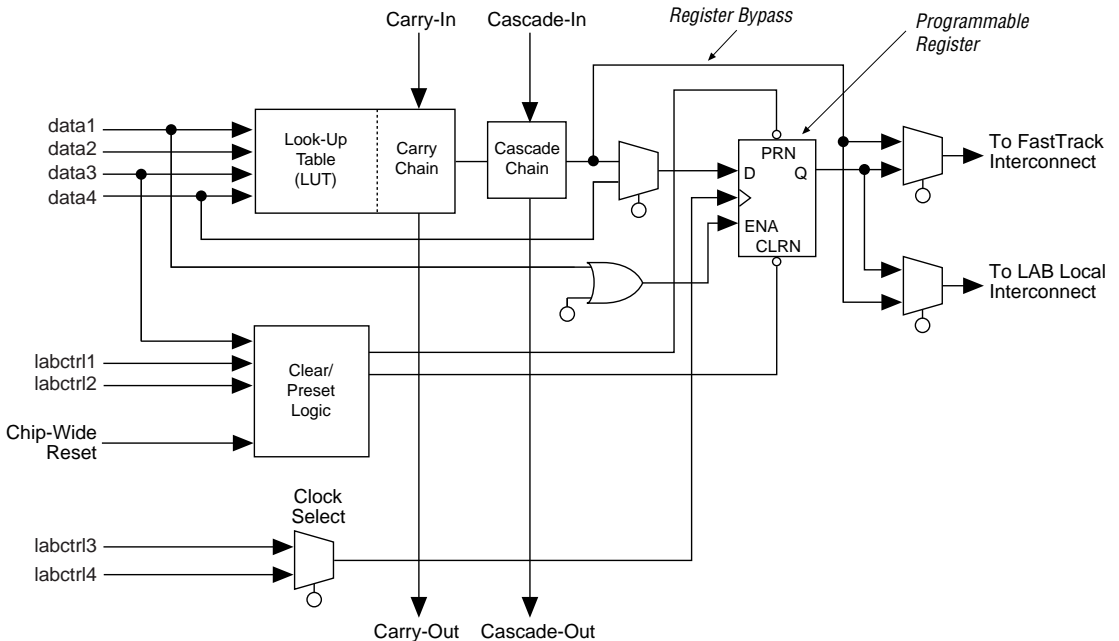 Carry-In
Cascade-In
Register Bypass
Programmable
Register
data1
data2
data3
data4
Look-Up
Table
(LUT)
Carry
Chain
Cascade
Chain
PRN
D
Q
ENA
CLRN
To FastTrack
Interconnect
To LAB Local
Interconnect
labctrl1
labctrl2
Clear/
Preset
Logic
Chip-Wide
Reset
Clock
Select
labctrl3
labctrl4
Carry-Out
Cascade-Out